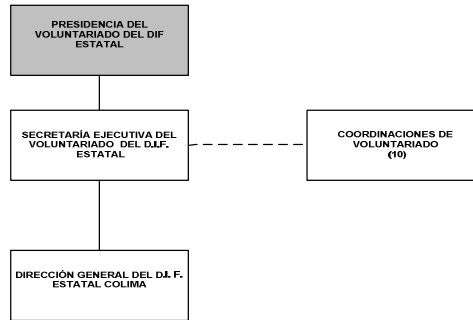 PRESIDENCIA DEL
VOLUNTARIADO DEL DIF
ESTATAL
SECRETARÍA EJECUTIVA DEL
VOLUNTARIADO DEL D.I.F.
ESTATAL
COORDINACIONES DE
VOLUNTARIADO
(10)
DIRECCIÓN GENERAL DEL D.I. F.
ESTATAL COLIMA